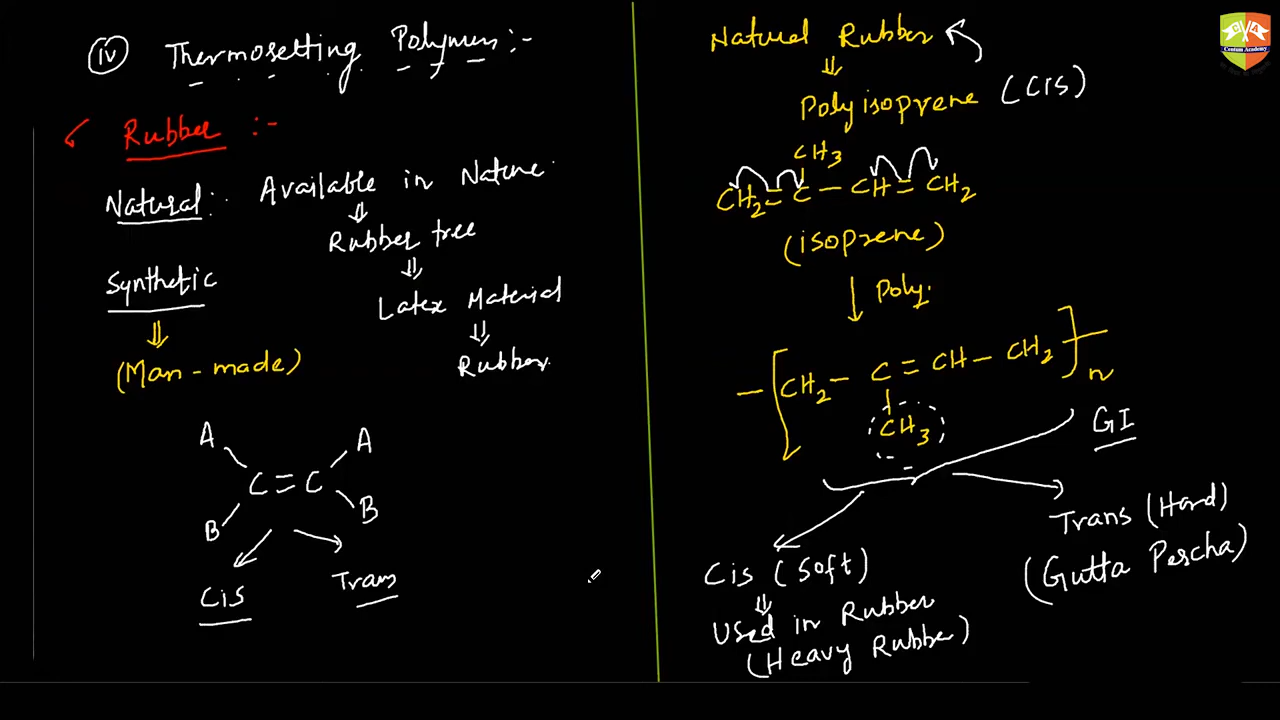 (iv) Thermosetting Polymers :-
Rubber :-
Natural :. Available in Nature.
⇓
Rubber tree
⇓
Latex Material
⇓
Rubber.
Synthetic
⇓
(Man-made)
A A
C = C
B B
Cis Trans
Natural Rubber
⇓
Polyisoprene (Cis)
CH3
CH2 = C - CH = CH2
(isoprene)
↓ Poly.
-[CH2 - C = CH - CH2]-n
CH3
GI
Cis (Soft)
⇓
Used in Rubber
(Heavy Rubber)
Trans (Hard)
(Gutta Percha)
Centum Academy